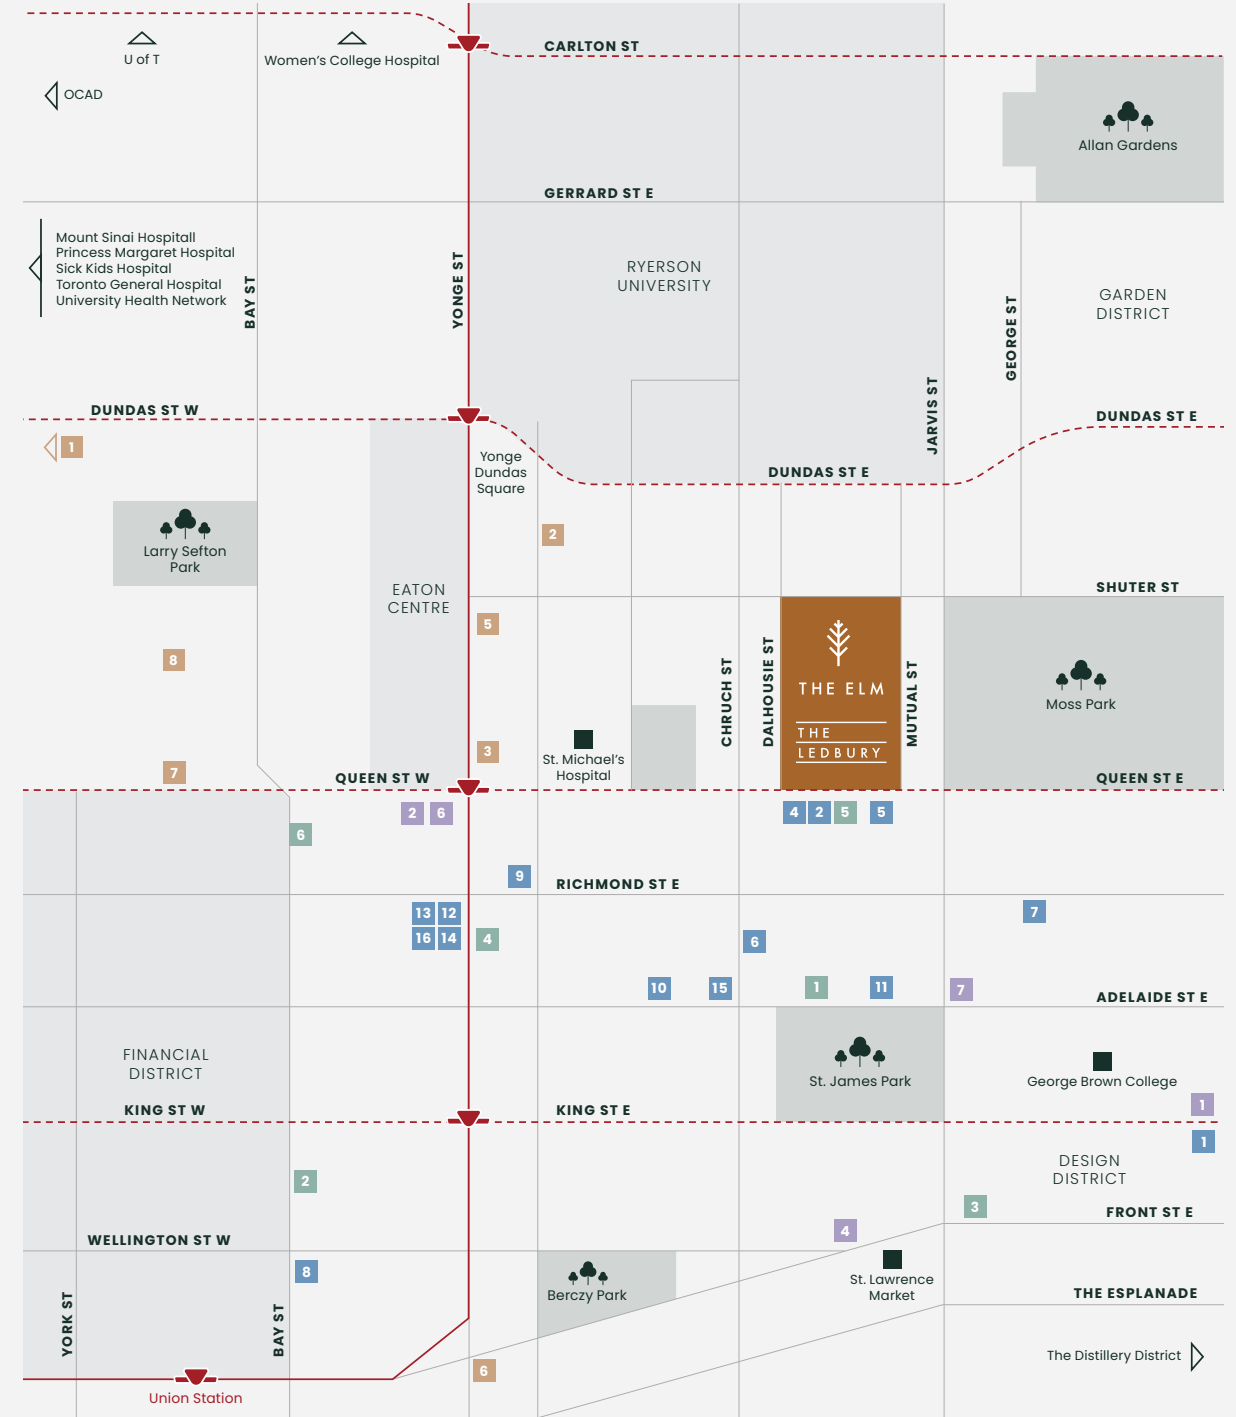 CARLTON ST
U of T
Women's College Hospital
OCAD
Allan Gardens
GERRARD ST E
Mount Sinai Hospitall
Princess Margaret Hospital
Sick Kids Hospital
Toronto General Hospital
University Health Network
BAY ST
YONGE ST
RYERSON
UNIVERSITY
GEORGE ST
GARDEN
DISTRICT
JARVIS ST
DUNDAS ST W
DUNDAS ST E
1
Yonge
Dundas
Square
DUNDAS ST E
2
Larry Sefton
Park
EATON
CENTRE
SHUTER ST
5
8
CHRUCH ST
DALHOUSIE ST
THE ELM
THE
LEDBURY
MUTUAL ST
Moss Park
3
St. Michael's
Hospital
7
QUEEN ST W
QUEEN ST E
2 6
4 2 5 5
6
9
RICHMOND ST E
13 12
16 14
4
7
6
10
15
1
11
7
ADELAIDE ST E
FINANCIAL
DISTRICT
St. James Park
George Brown College
1
KING ST W
KING ST E
1
DESIGN
DISTRICT
2
3
FRONT ST E
4
WELLINGTON ST W
8
Berczy Park
St. Lawrence
Market
THE ESPLANADE
YORK ST
BAY ST
The Distillery District
6
Union Station